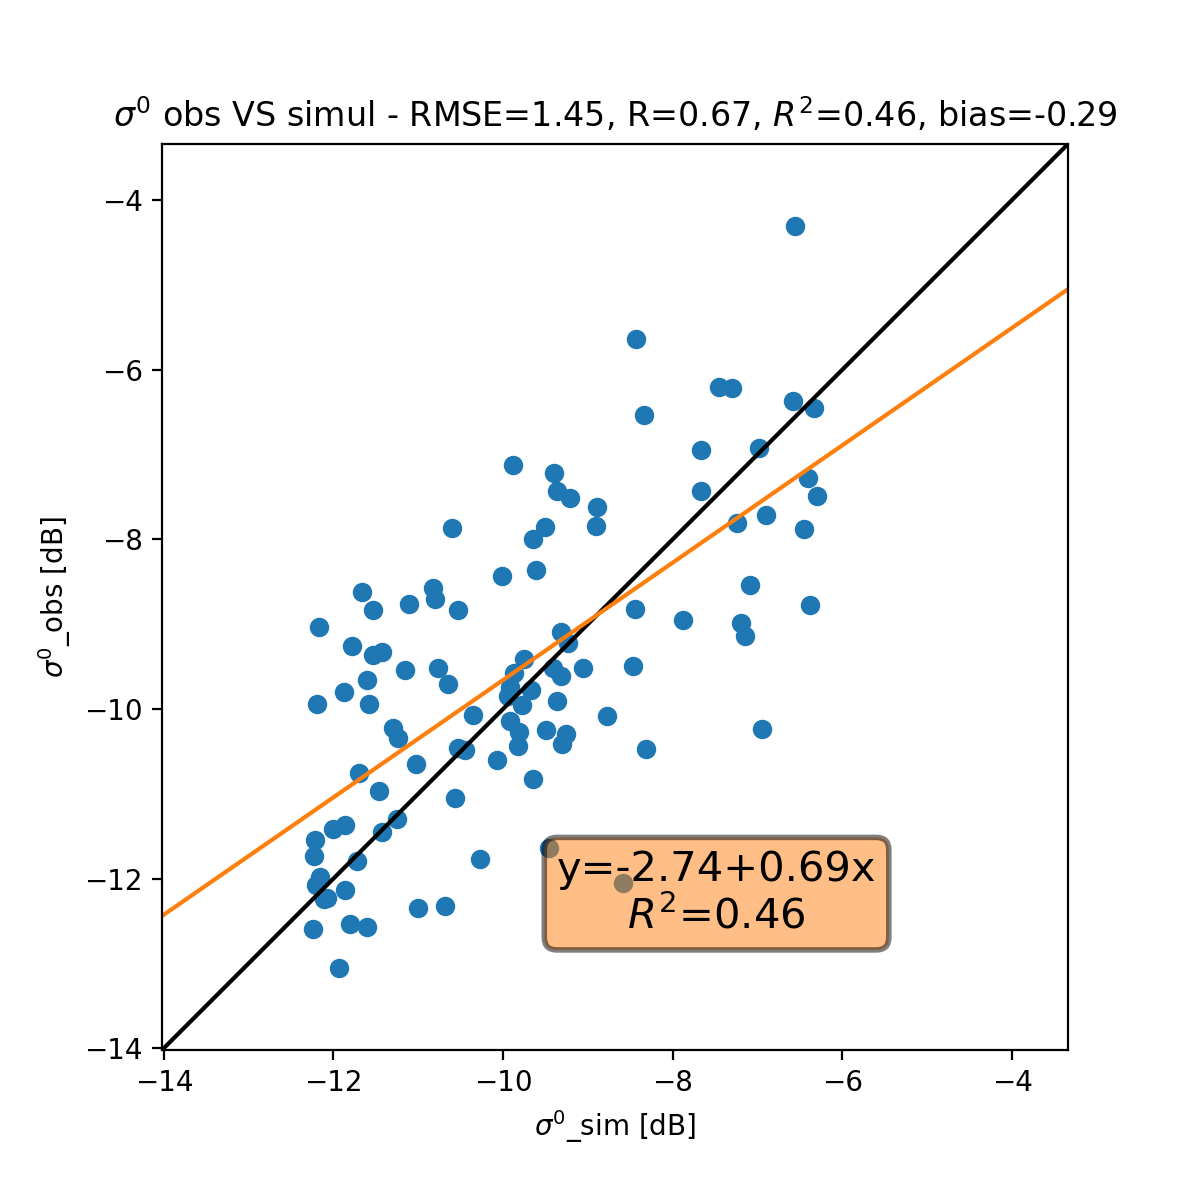 σ⁰ obs VS simul - RMSE=1.45, R=0.67, R²=0.46, bias=-0.29
−4
−6
−8
−10
−12
−14
σ⁰_obs [dB]
y=-2.74+0.69x
R²=0.46
−14 −12 −10 −8 −6 −4
σ⁰_sim [dB]